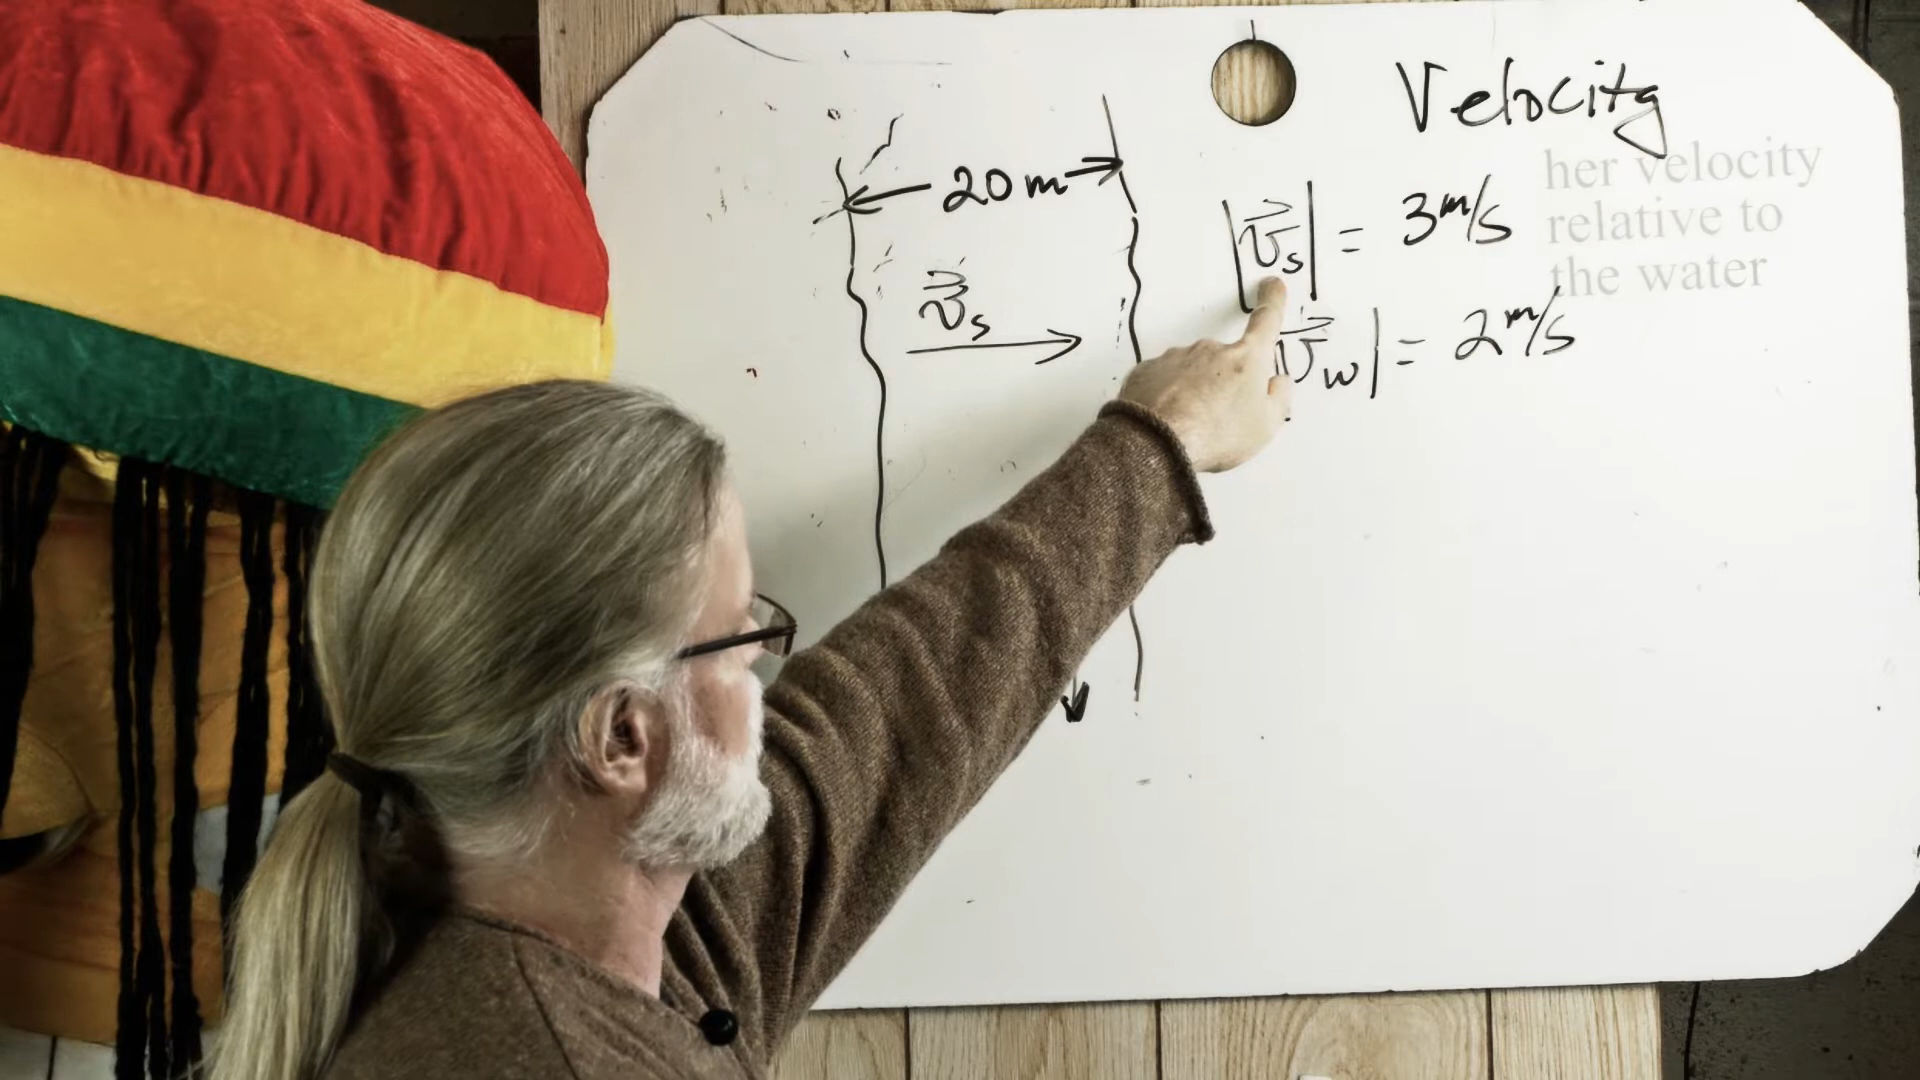 Velocity
20 m
her velocity
relative to
the water
|v⃗s| = 3 m/s
v⃗s
v⃗w| = 2 m/s